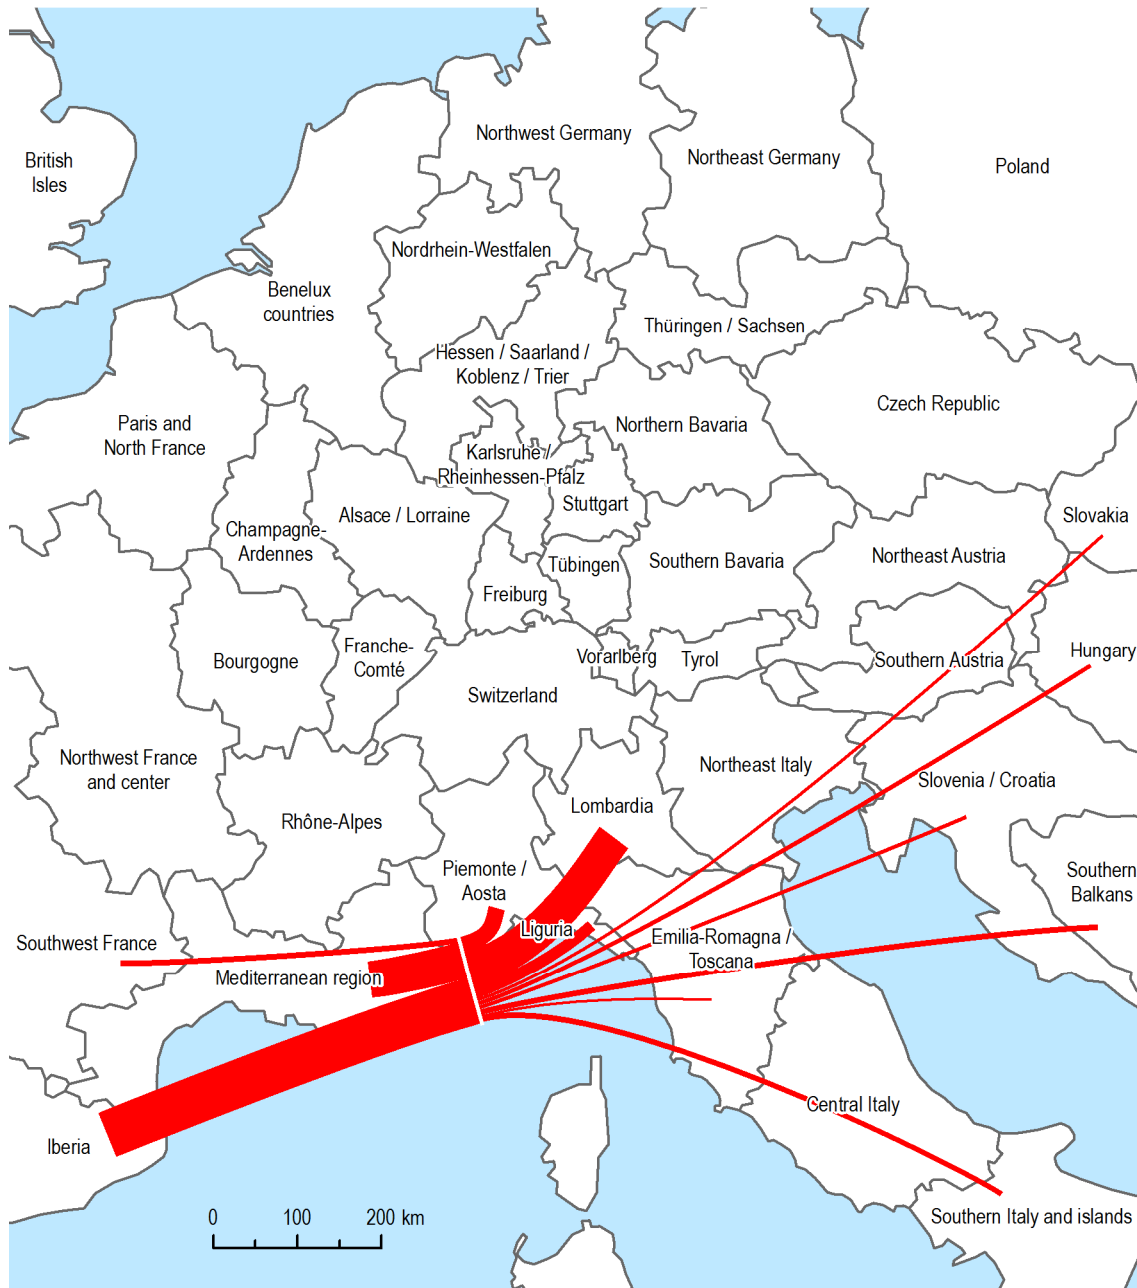 Northwest Germany
Northeast Germany
British
Isles
Poland
Nordrhein-Westfalen
Benelux
countries
Thüringen / Sachsen
Hessen / Saarland /
Koblenz / Trier
Czech Republic
Paris and
North France
Northern Bavaria
Karlsruhe /
Rheinhessen-Pfalz
Stuttgart
Alsace / Lorraine
Slovakia
Champagne-
Ardennes
Northeast Austria
Tübingen
Southern Bavaria
Freiburg
Franche-
Comté
Bourgogne
Vorarlberg
Tyrol
Southern Austria
Hungary
Switzerland
Northwest France
and center
Northeast Italy
Slovenia / Croatia
Lombardia
Rhône-Alpes
Piemonte /
Aosta
Southern
Balkans
Liguria
Southwest France
Emilia-Romagna /
Toscana
Mediterranean region
Central Italy
Iberia
0 100 200 km
Southern Italy and islands